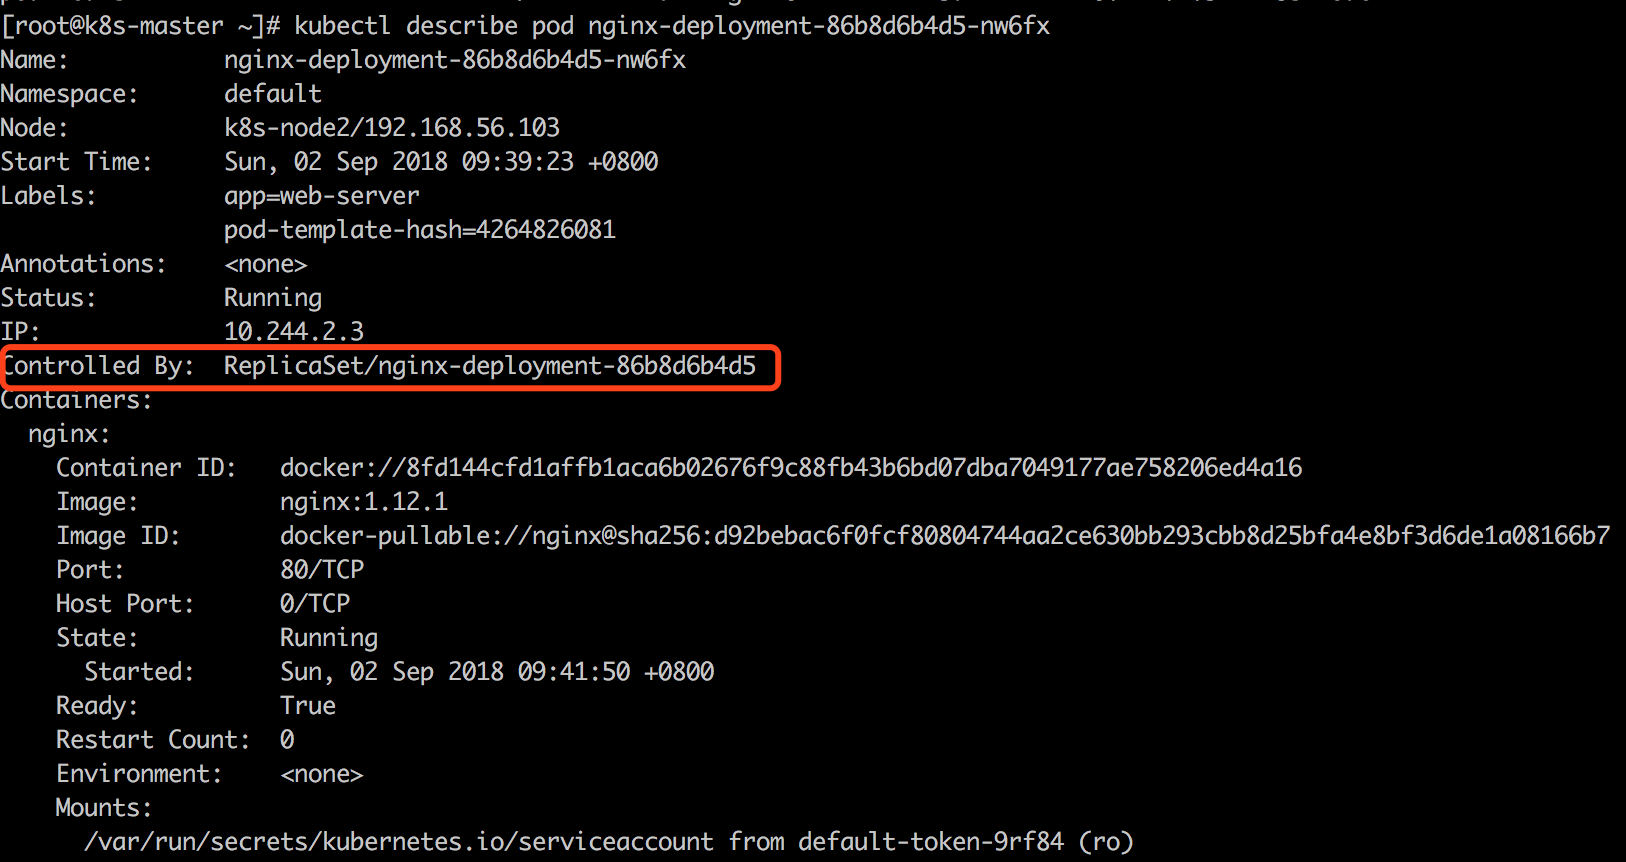 [root@k8s-master ~]# kubectl describe pod nginx-deployment-86b8d6b4d5-nw6fx
Name:           nginx-deployment-86b8d6b4d5-nw6fx
Namespace:      default
Node:           k8s-node2/192.168.56.103
Start Time:     Sun, 02 Sep 2018 09:39:23 +0800
Labels:         app=web-server
                pod-template-hash=4264826081
Annotations:    <none>
Status:         Running
IP:             10.244.2.3
Controlled By:  ReplicaSet/nginx-deployment-86b8d6b4d5
Containers:
  nginx:
    Container ID:   docker://8fd144cfd1affb1aca6b02676f9c88fb43b6bd07dba7049177ae758206ed4a16
    Image:          nginx:1.12.1
    Image ID:       docker-pullable://nginx@sha256:d92bebac6f0fcf80804744aa2ce630bb293cbb8d25bfa4e8bf3d6de1a08166b7
    Port:           80/TCP
    Host Port:      0/TCP
    State:          Running
      Started:      Sun, 02 Sep 2018 09:41:50 +0800
    Ready:          True
    Restart Count:  0
    Environment:    <none>
    Mounts:
      /var/run/secrets/kubernetes.io/serviceaccount from default-token-9rf84 (ro)